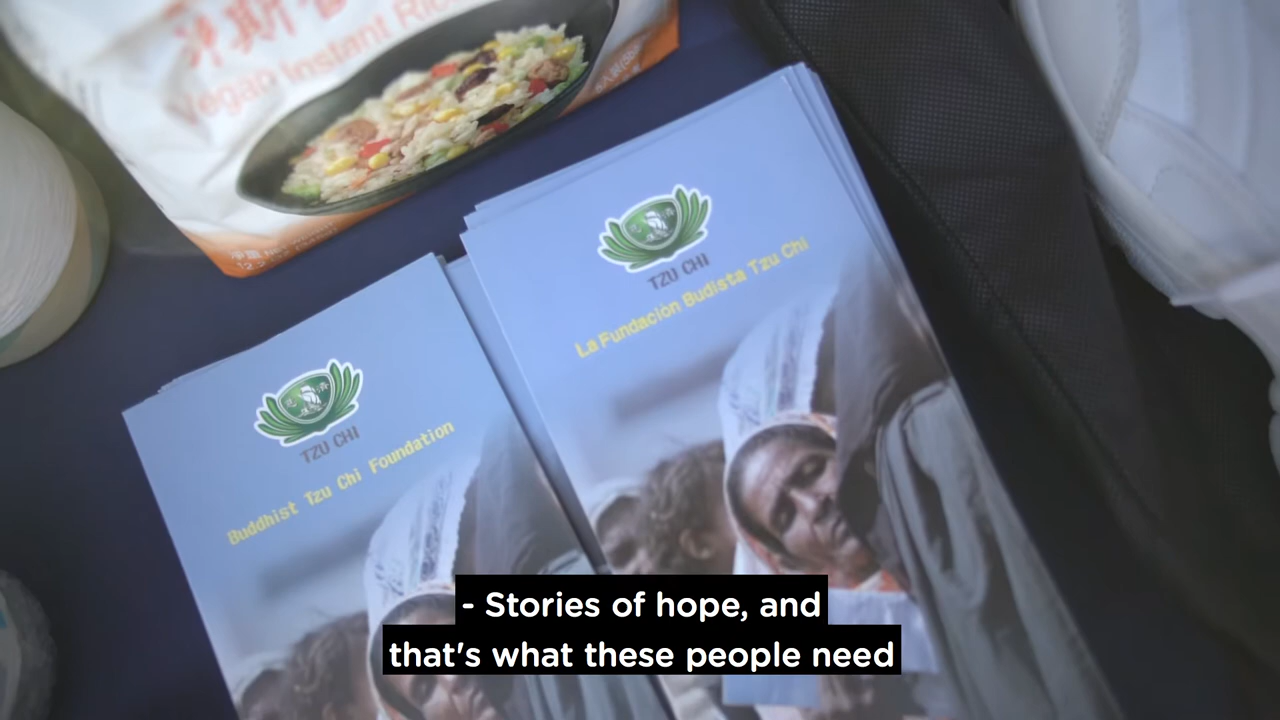 Vegan Instant Rice
TZU CHI
La Fundación Budista Tzu Chi
TZU CHI
Buddhist Tzu Chi Foundation
- Stories of hope, and
that's what these people need